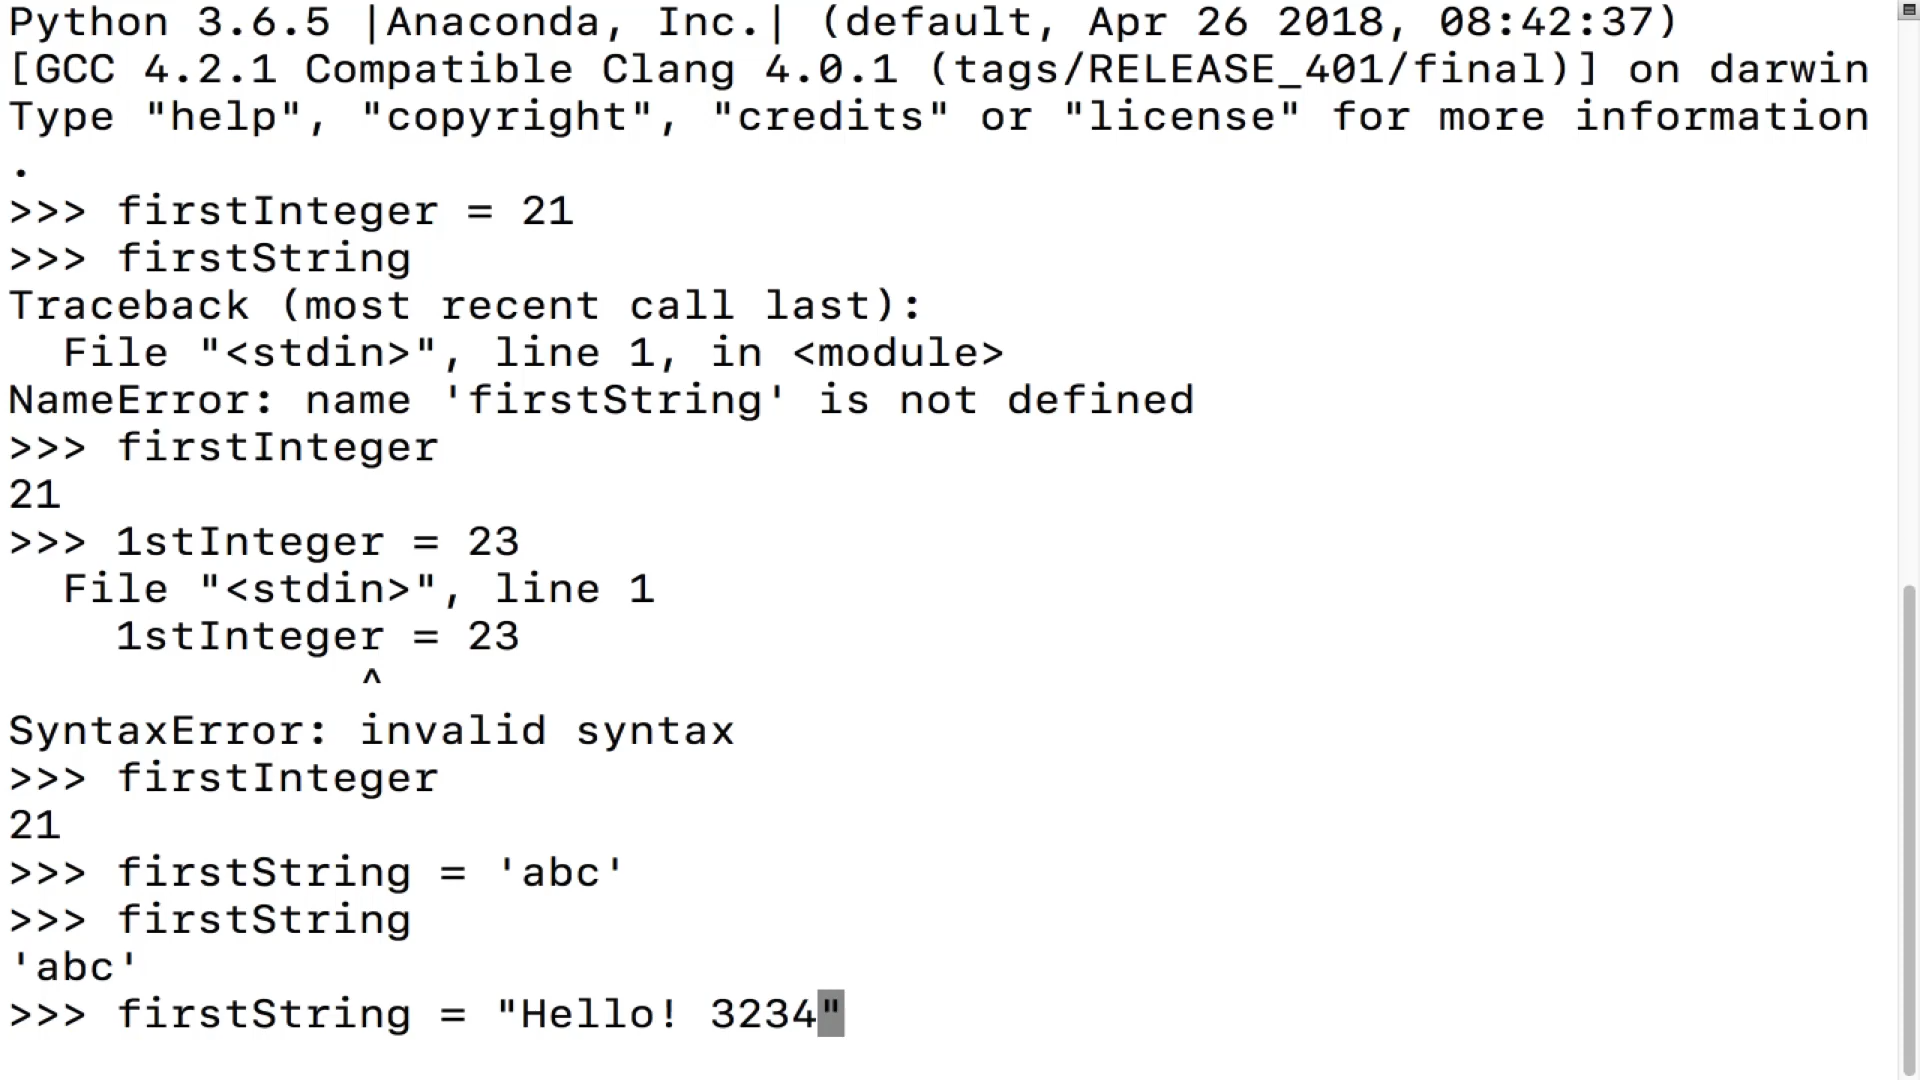 Python 3.6.5 |Anaconda, Inc.| (default, Apr 26 2018, 08:42:37)
[GCC 4.2.1 Compatible Clang 4.0.1 (tags/RELEASE_401/final)] on darwin
Type "help", "copyright", "credits" or "license" for more information
.
>>> firstInteger = 21
>>> firstString
Traceback (most recent call last):
  File "<stdin>", line 1, in <module>
NameError: name 'firstString' is not defined
>>> firstInteger
21
>>> 1stInteger = 23
  File "<stdin>", line 1
    1stInteger = 23
             ^
SyntaxError: invalid syntax
>>> firstInteger
21
>>> firstString = 'abc'
>>> firstString
'abc'
>>> firstString = "Hello! 3234"